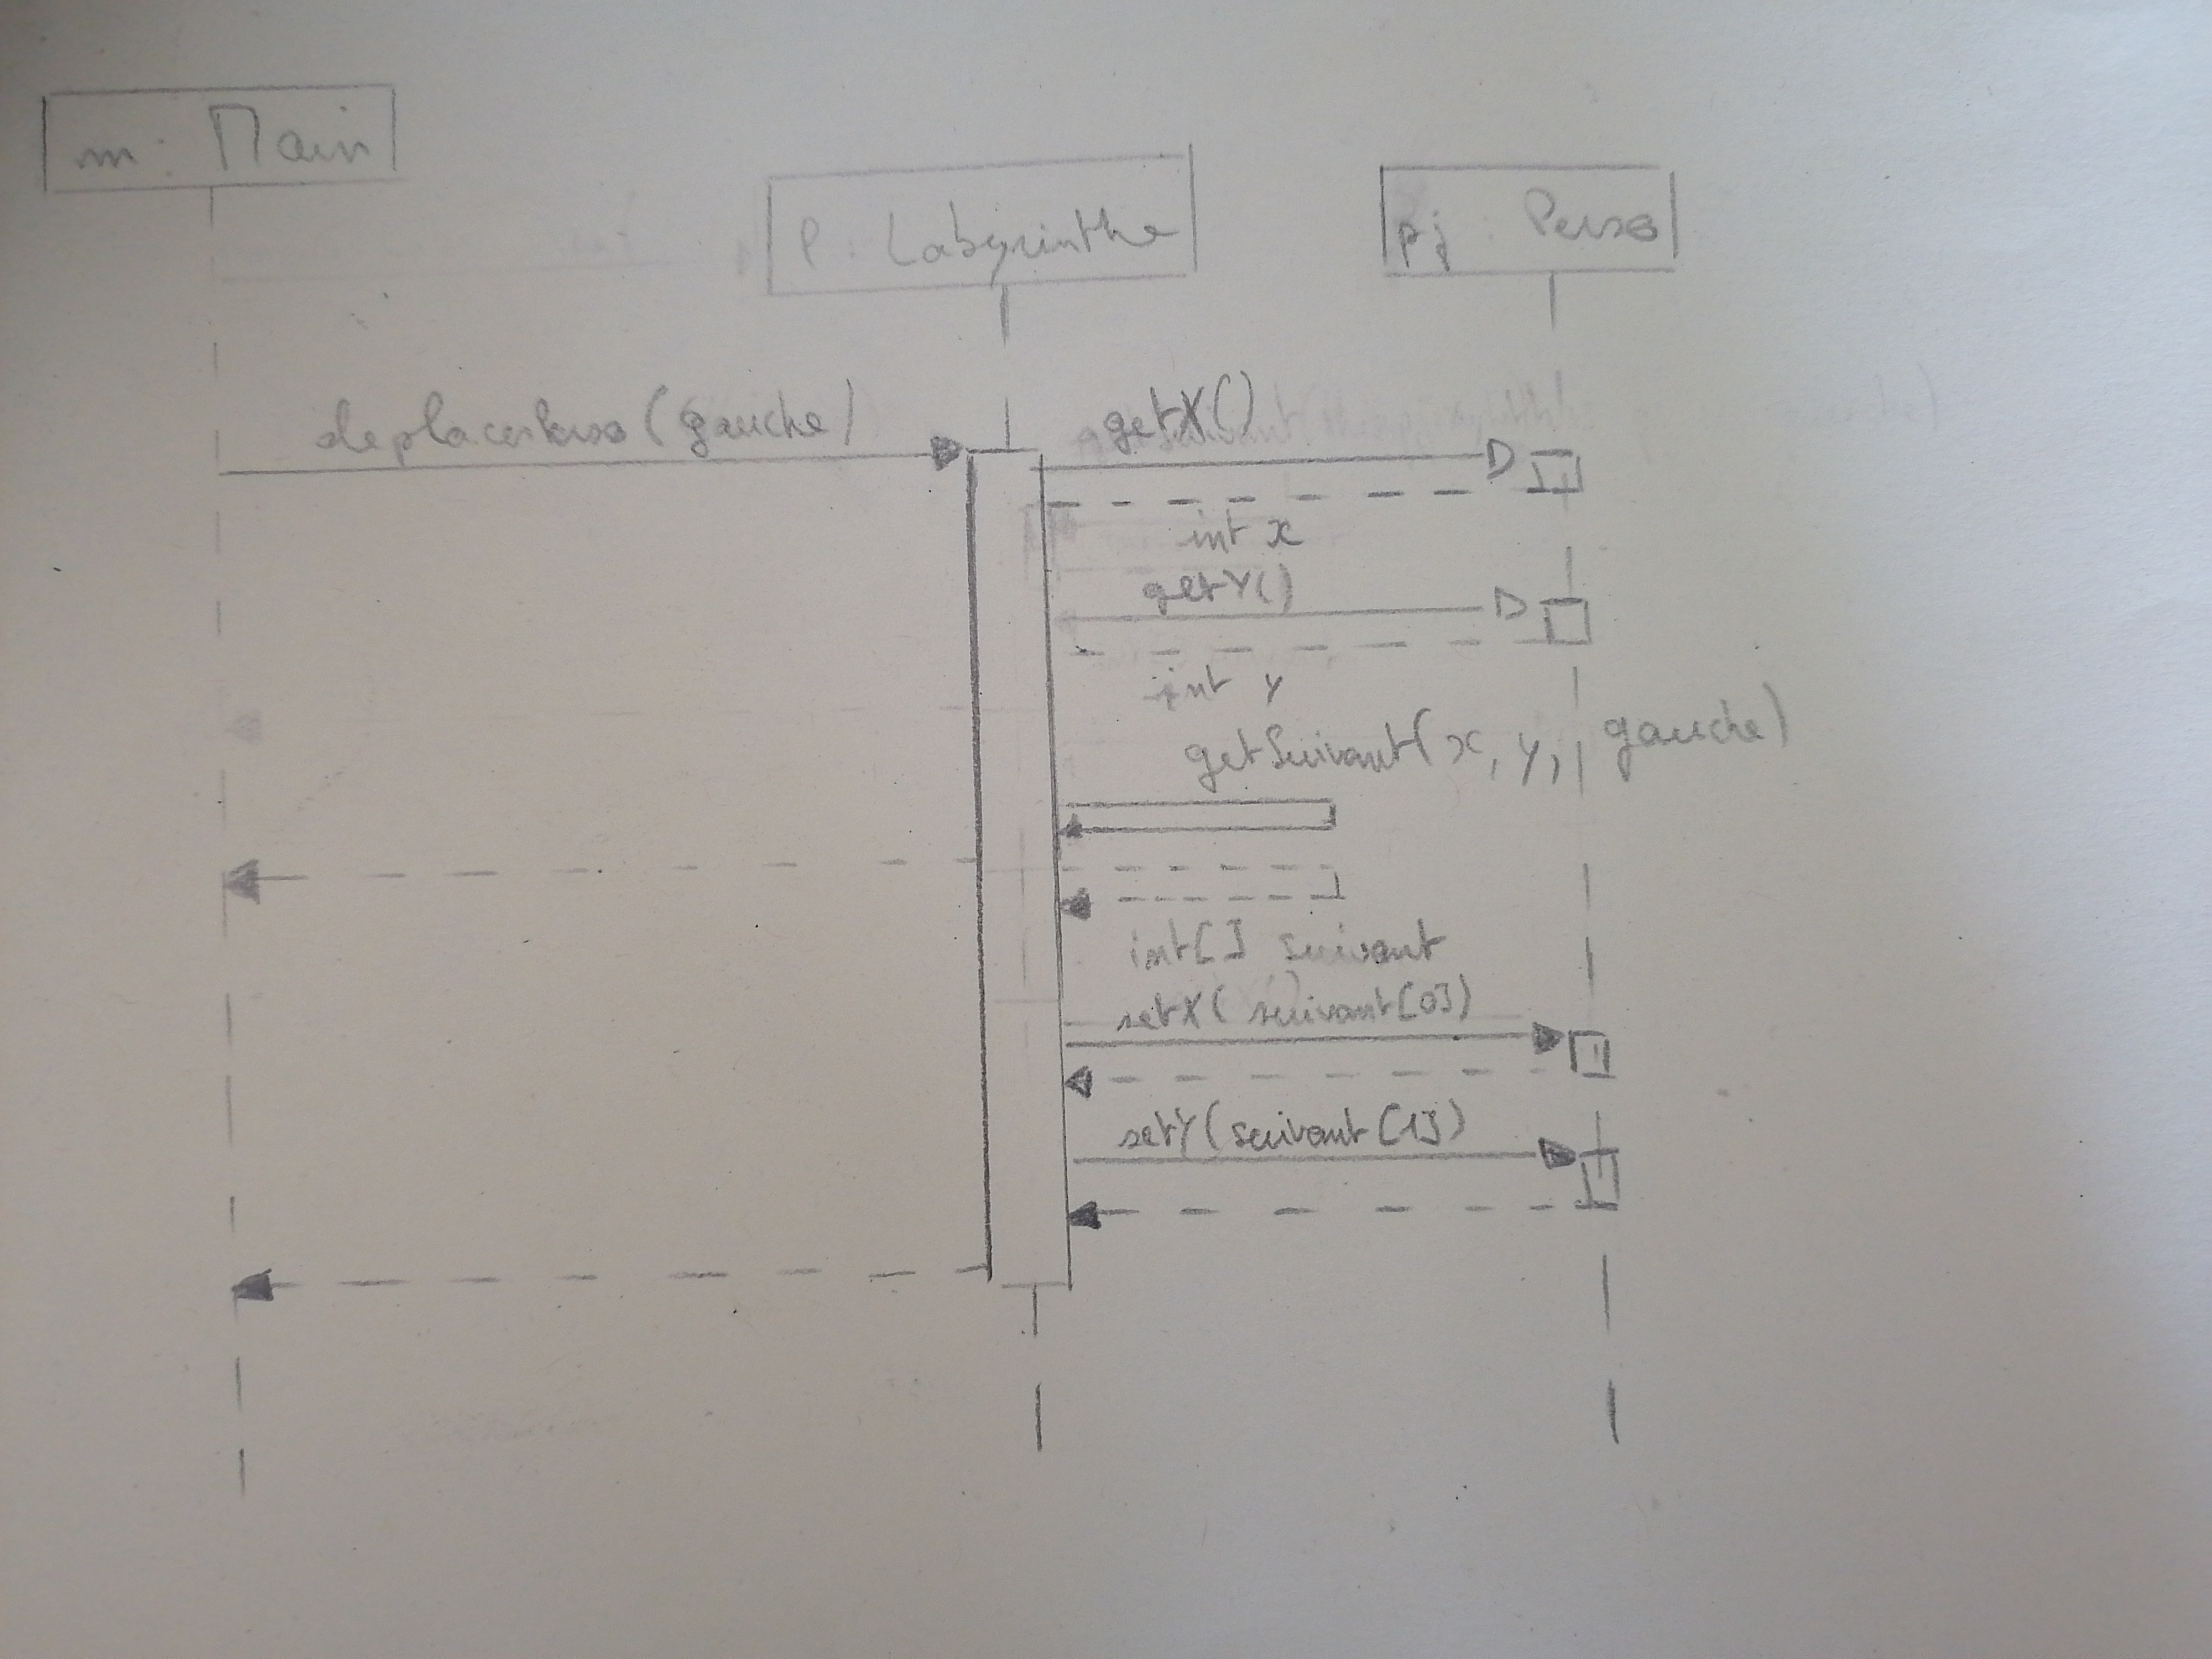 m : Main
P : Labyrinthe
pj : Perso
deplacerPerso(gauche)
getX()
int x
getY()
int y
getSuivant(x, y, gauche)
int[] suivant
setX(suivant[0])
setY(suivant[1])